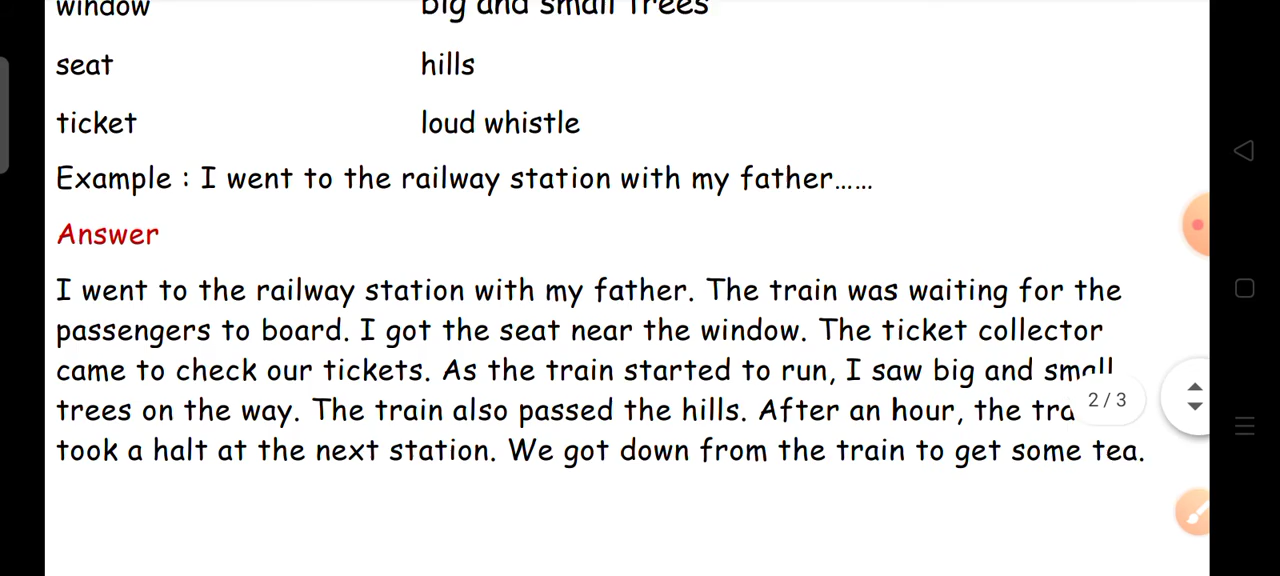 window big and small trees
seat hills
ticket loud whistle
Example : I went to the railway station with my father......
Answer
I went to the railway station with my father. The train was waiting for the
passengers to board. I got the seat near the window. The ticket collector
came to check our tickets. As the train started to run, I saw big and small
trees on the way. The train also passed the hills. After an hour, the tra
2/3
took a halt at the next station. We got down from the train to get some tea.